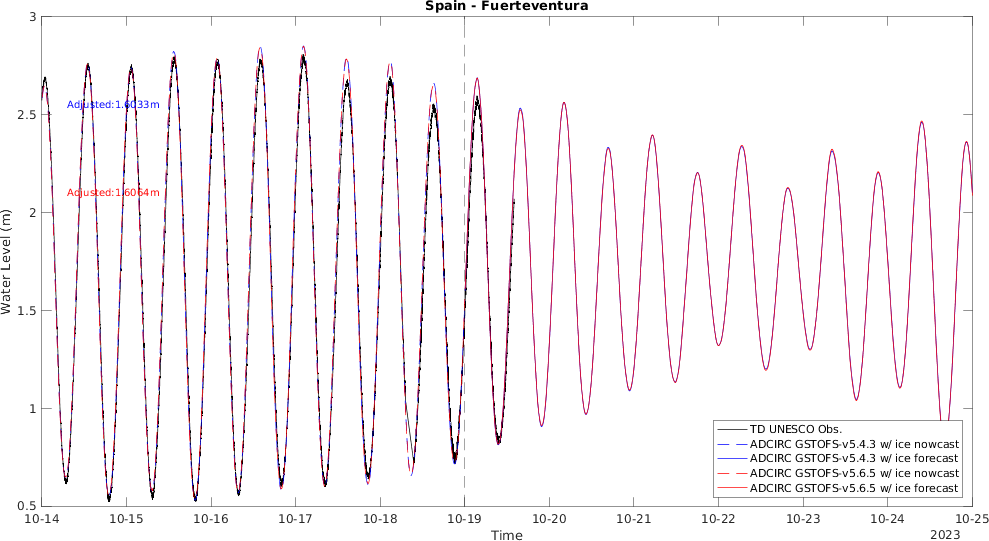 Spain - Fuerteventura
3
2.5
2
1.5
1
0.5
Water Level (m)
Adjusted:1.6033m
Adjusted:1.6064m
TD UNESCO Obs.
ADCIRC GSTOFS-v5.4.3 w/ ice nowcast
ADCIRC GSTOFS-v5.4.3 w/ ice forecast
ADCIRC GSTOFS-v5.6.5 w/ ice nowcast
ADCIRC GSTOFS-v5.6.5 w/ ice forecast
10-14 10-15 10-16 10-17 10-18 10-19 10-20 10-21 10-22 10-23 10-24 10-25
Time
2023